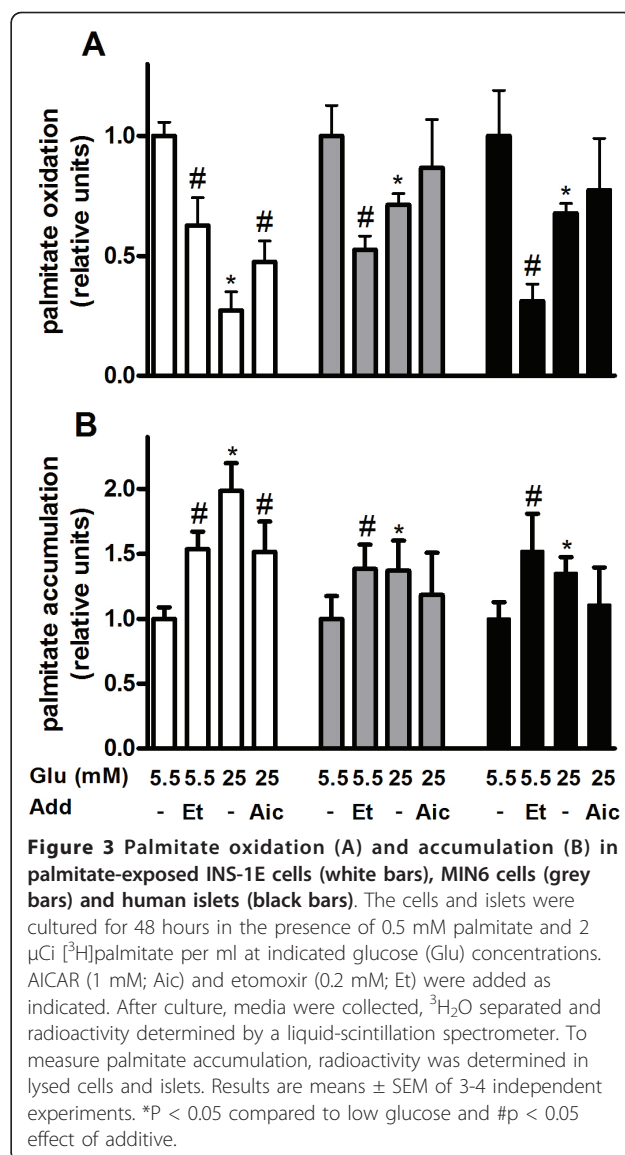 A
palmitate oxidation
(relative units)
1.0
0.5
0.0
#
*
#
#
*
#
*
B
palmitate accumulation
(relative units)
2.0
1.5
1.0
0.5
0.0
#
*
#
#
*
#
*
Glu (mM) 5.5 5.5 25 25 5.5 5.5 25 25 5.5 5.5 25 25
Add - Et - Aic - Et - Aic - Et - Aic
Figure 3 Palmitate oxidation (A) and accumulation (B) in
palmitate-exposed INS-1E cells (white bars), MIN6 cells (grey
bars) and human islets (black bars). The cells and islets were
cultured for 48 hours in the presence of 0.5 mM palmitate and 2
μCi [³H]palmitate per ml at indicated glucose (Glu) concentrations.
AICAR (1 mM; Aic) and etomoxir (0.2 mM; Et) were added as
indicated. After culture, media were collected, ³H₂O separated and
radioactivity determined by a liquid-scintillation spectrometer. To
measure palmitate accumulation, radioactivity was determined in
lysed cells and islets. Results are means ± SEM of 3-4 independent
experiments. *P < 0.05 compared to low glucose and #p < 0.05
effect of additive.